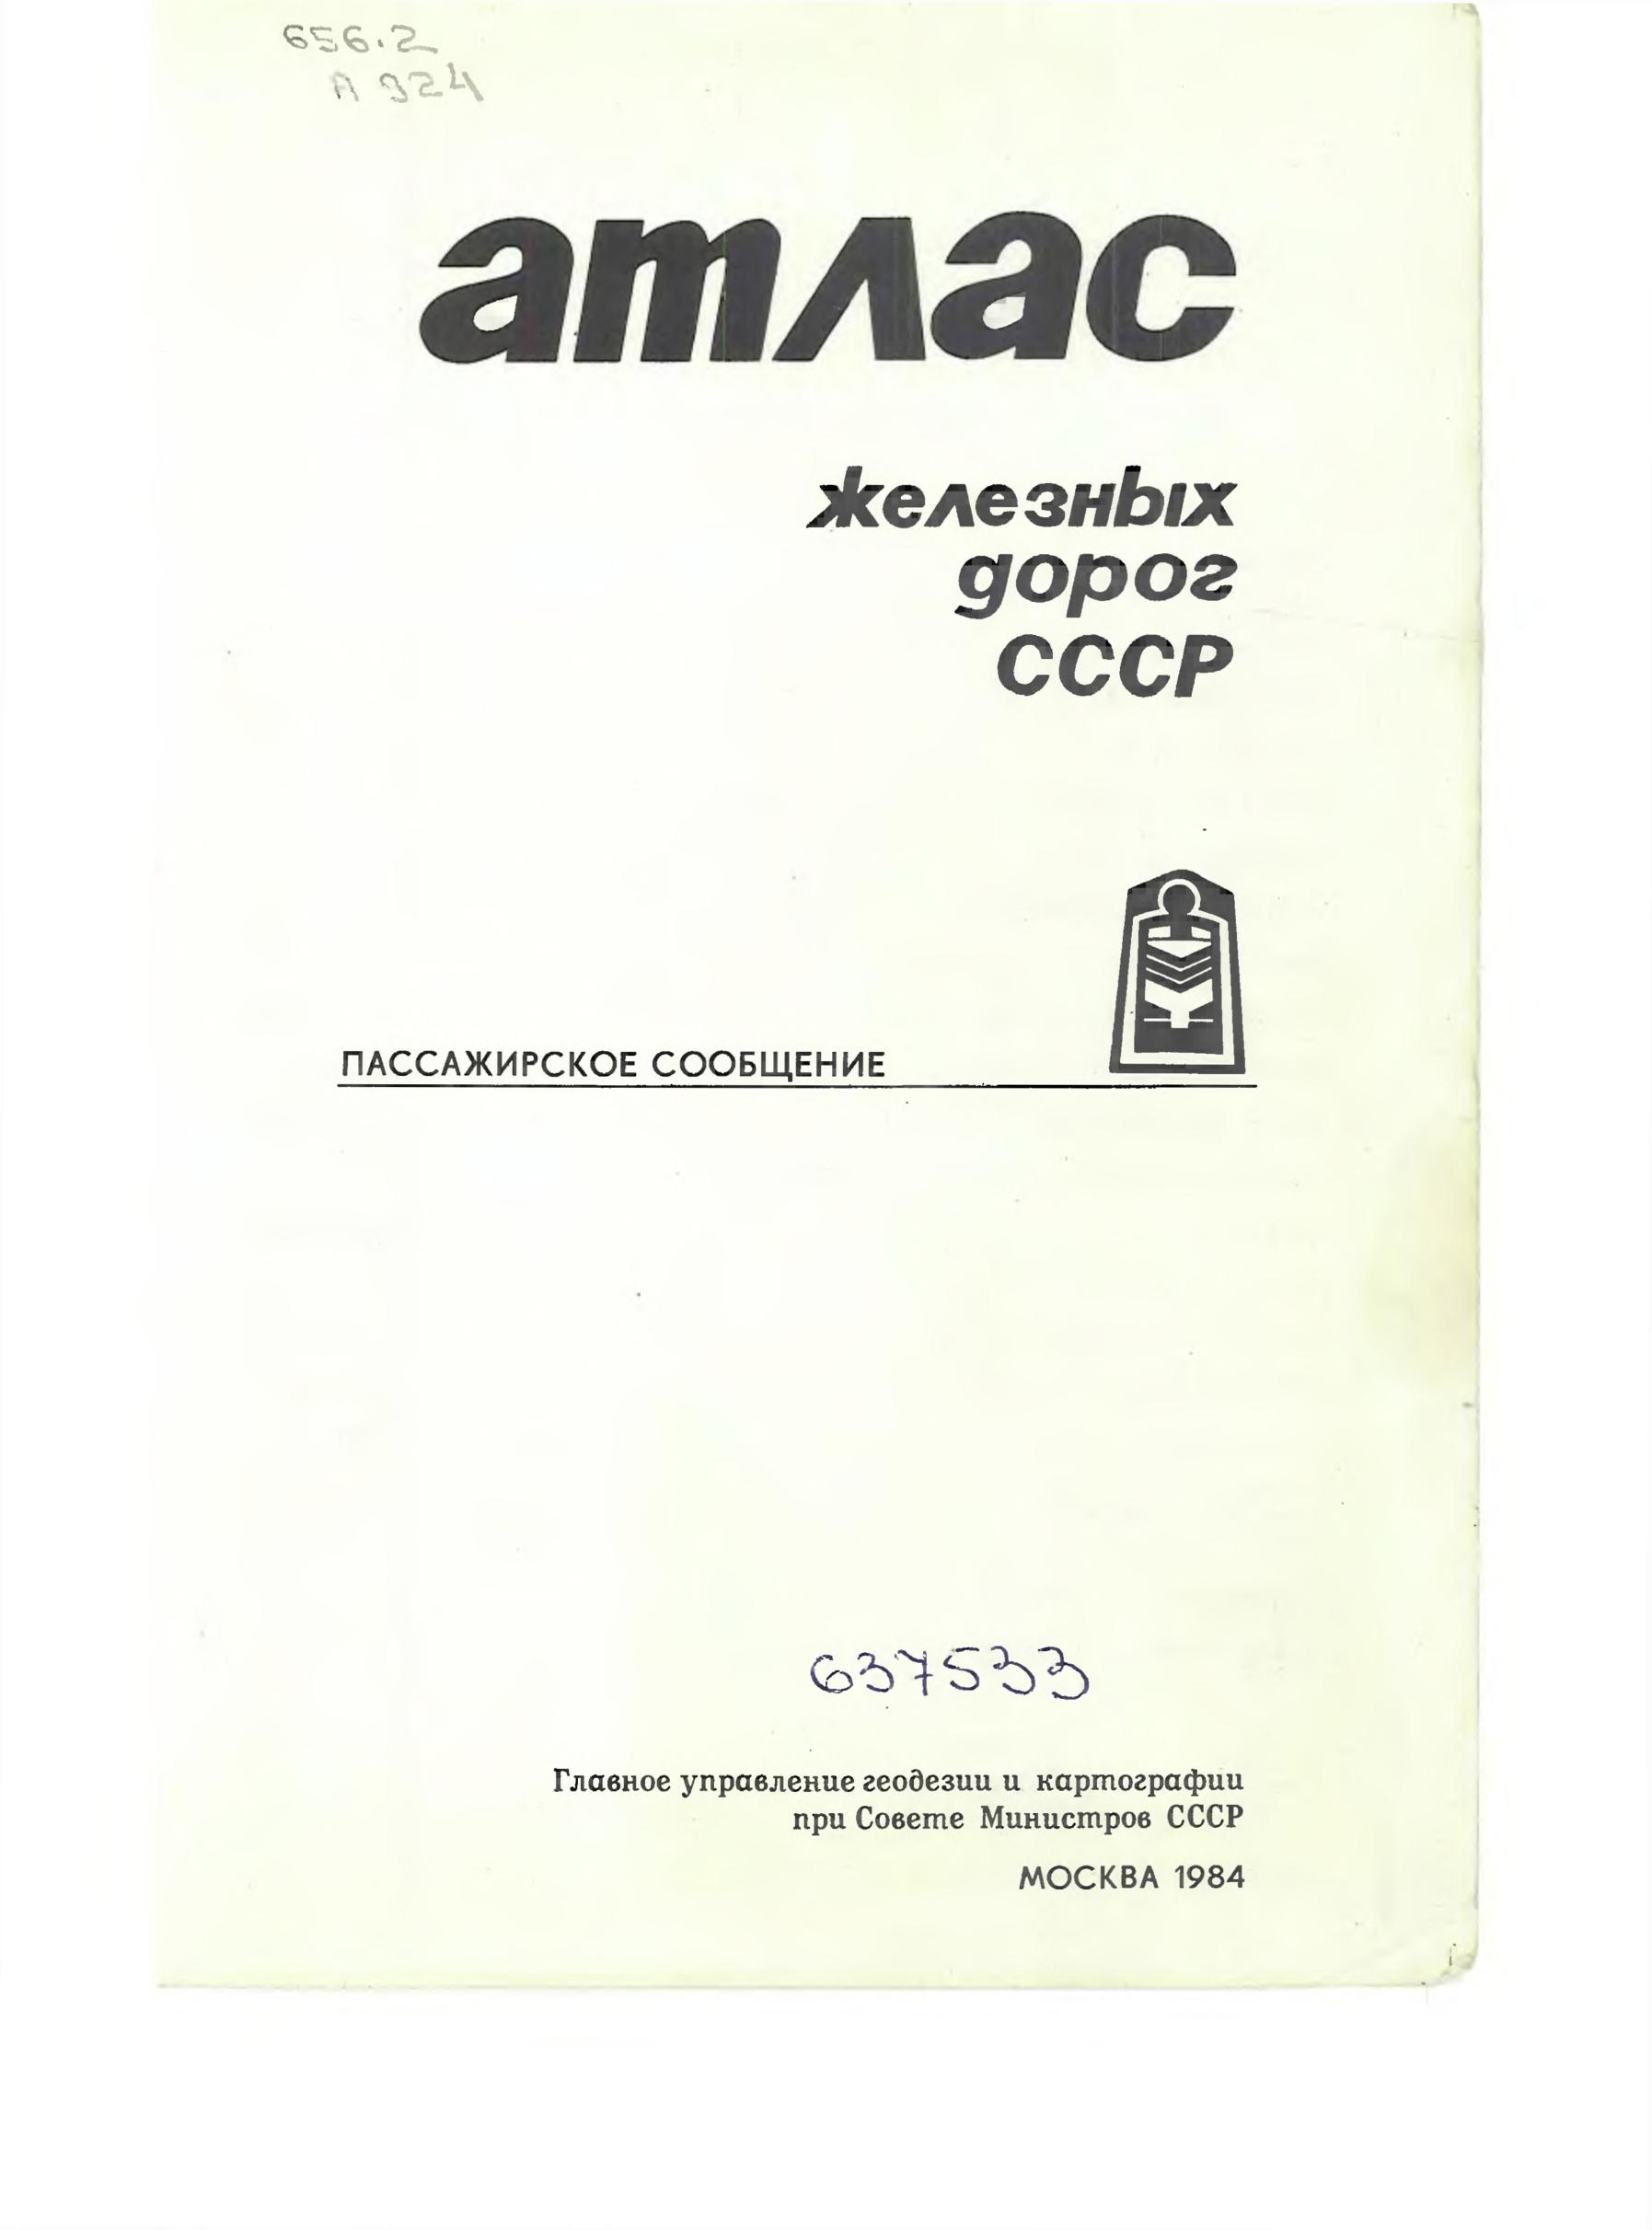 656.2
А 924
атлас
железных
дорог
СССР
ПАССАЖИРСКОЕ СООБЩЕНИЕ
637533
Главное управление геодезии и картографии
при Совете Министров СССР
МОСКВА 1984